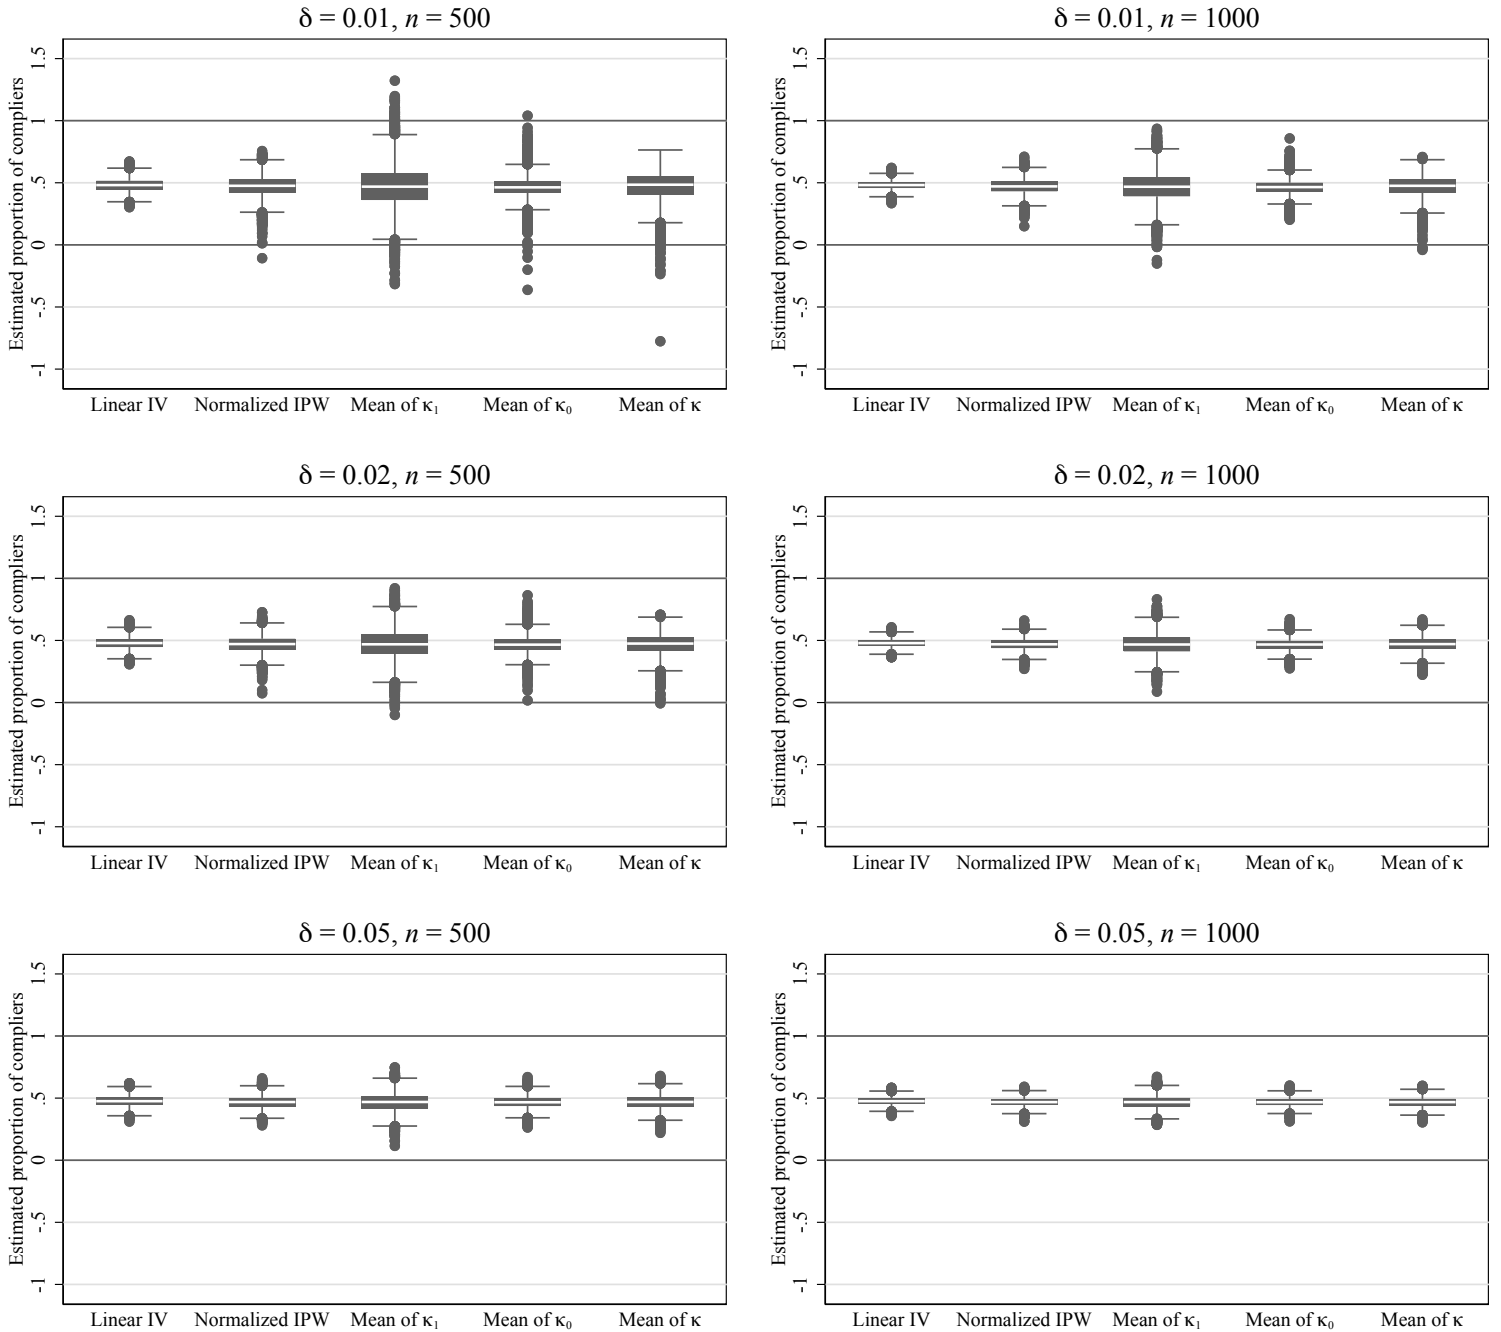 δ = 0.01, n = 500
Estimated proportion of compliers
1.5
1
.5
0
-.5
-1
Linear IV Normalized IPW Mean of κ₁ Mean of κ₀ Mean of κ
δ = 0.01, n = 1000
Estimated proportion of compliers
1.5
1
.5
0
-.5
-1
Linear IV Normalized IPW Mean of κ₁ Mean of κ₀ Mean of κ
δ = 0.02, n = 500
Estimated proportion of compliers
1.5
1
.5
0
-.5
-1
Linear IV Normalized IPW Mean of κ₁ Mean of κ₀ Mean of κ
δ = 0.02, n = 1000
Estimated proportion of compliers
1.5
1
.5
0
-.5
-1
Linear IV Normalized IPW Mean of κ₁ Mean of κ₀ Mean of κ
δ = 0.05, n = 500
Estimated proportion of compliers
1.5
1
.5
0
-.5
-1
Linear IV Normalized IPW Mean of κ₁ Mean of κ₀ Mean of κ
δ = 0.05, n = 1000
Estimated proportion of compliers
1.5
1
.5
0
-.5
-1
Linear IV Normalized IPW Mean of κ₁ Mean of κ₀ Mean of κ